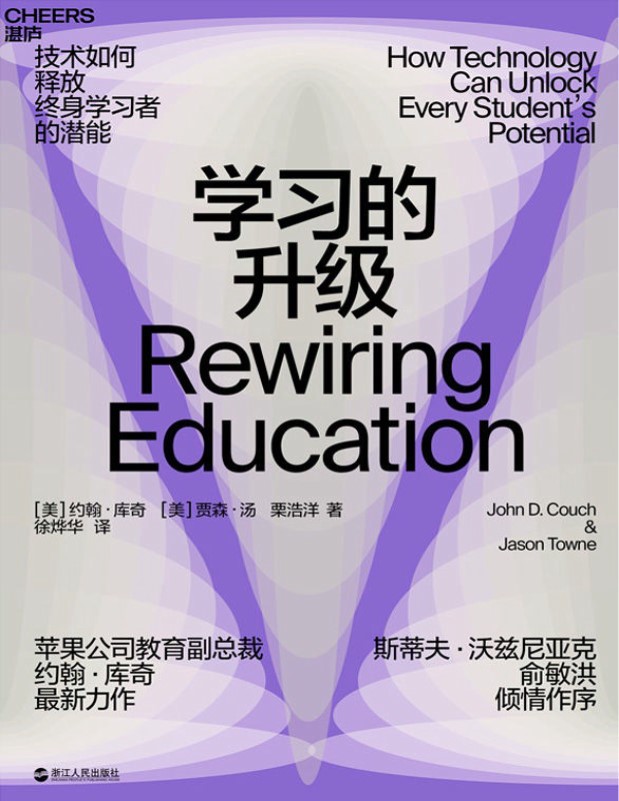 CHEERS
湛庐
技术如何
释放
终身学习者
的潜能
How Technology
Can Unlock
Every Student's
Potential
学习的
升级
Rewiring
Education
[美]约翰·库奇 [美]贾森·汤 栗浩洋 著
徐烨华 译
John D. Couch
&
Jason Towne
苹果公司教育副总裁
约翰·库奇
最新力作
斯蒂夫·沃兹尼亚克
俞敏洪
倾情作序
浙江人民出版社